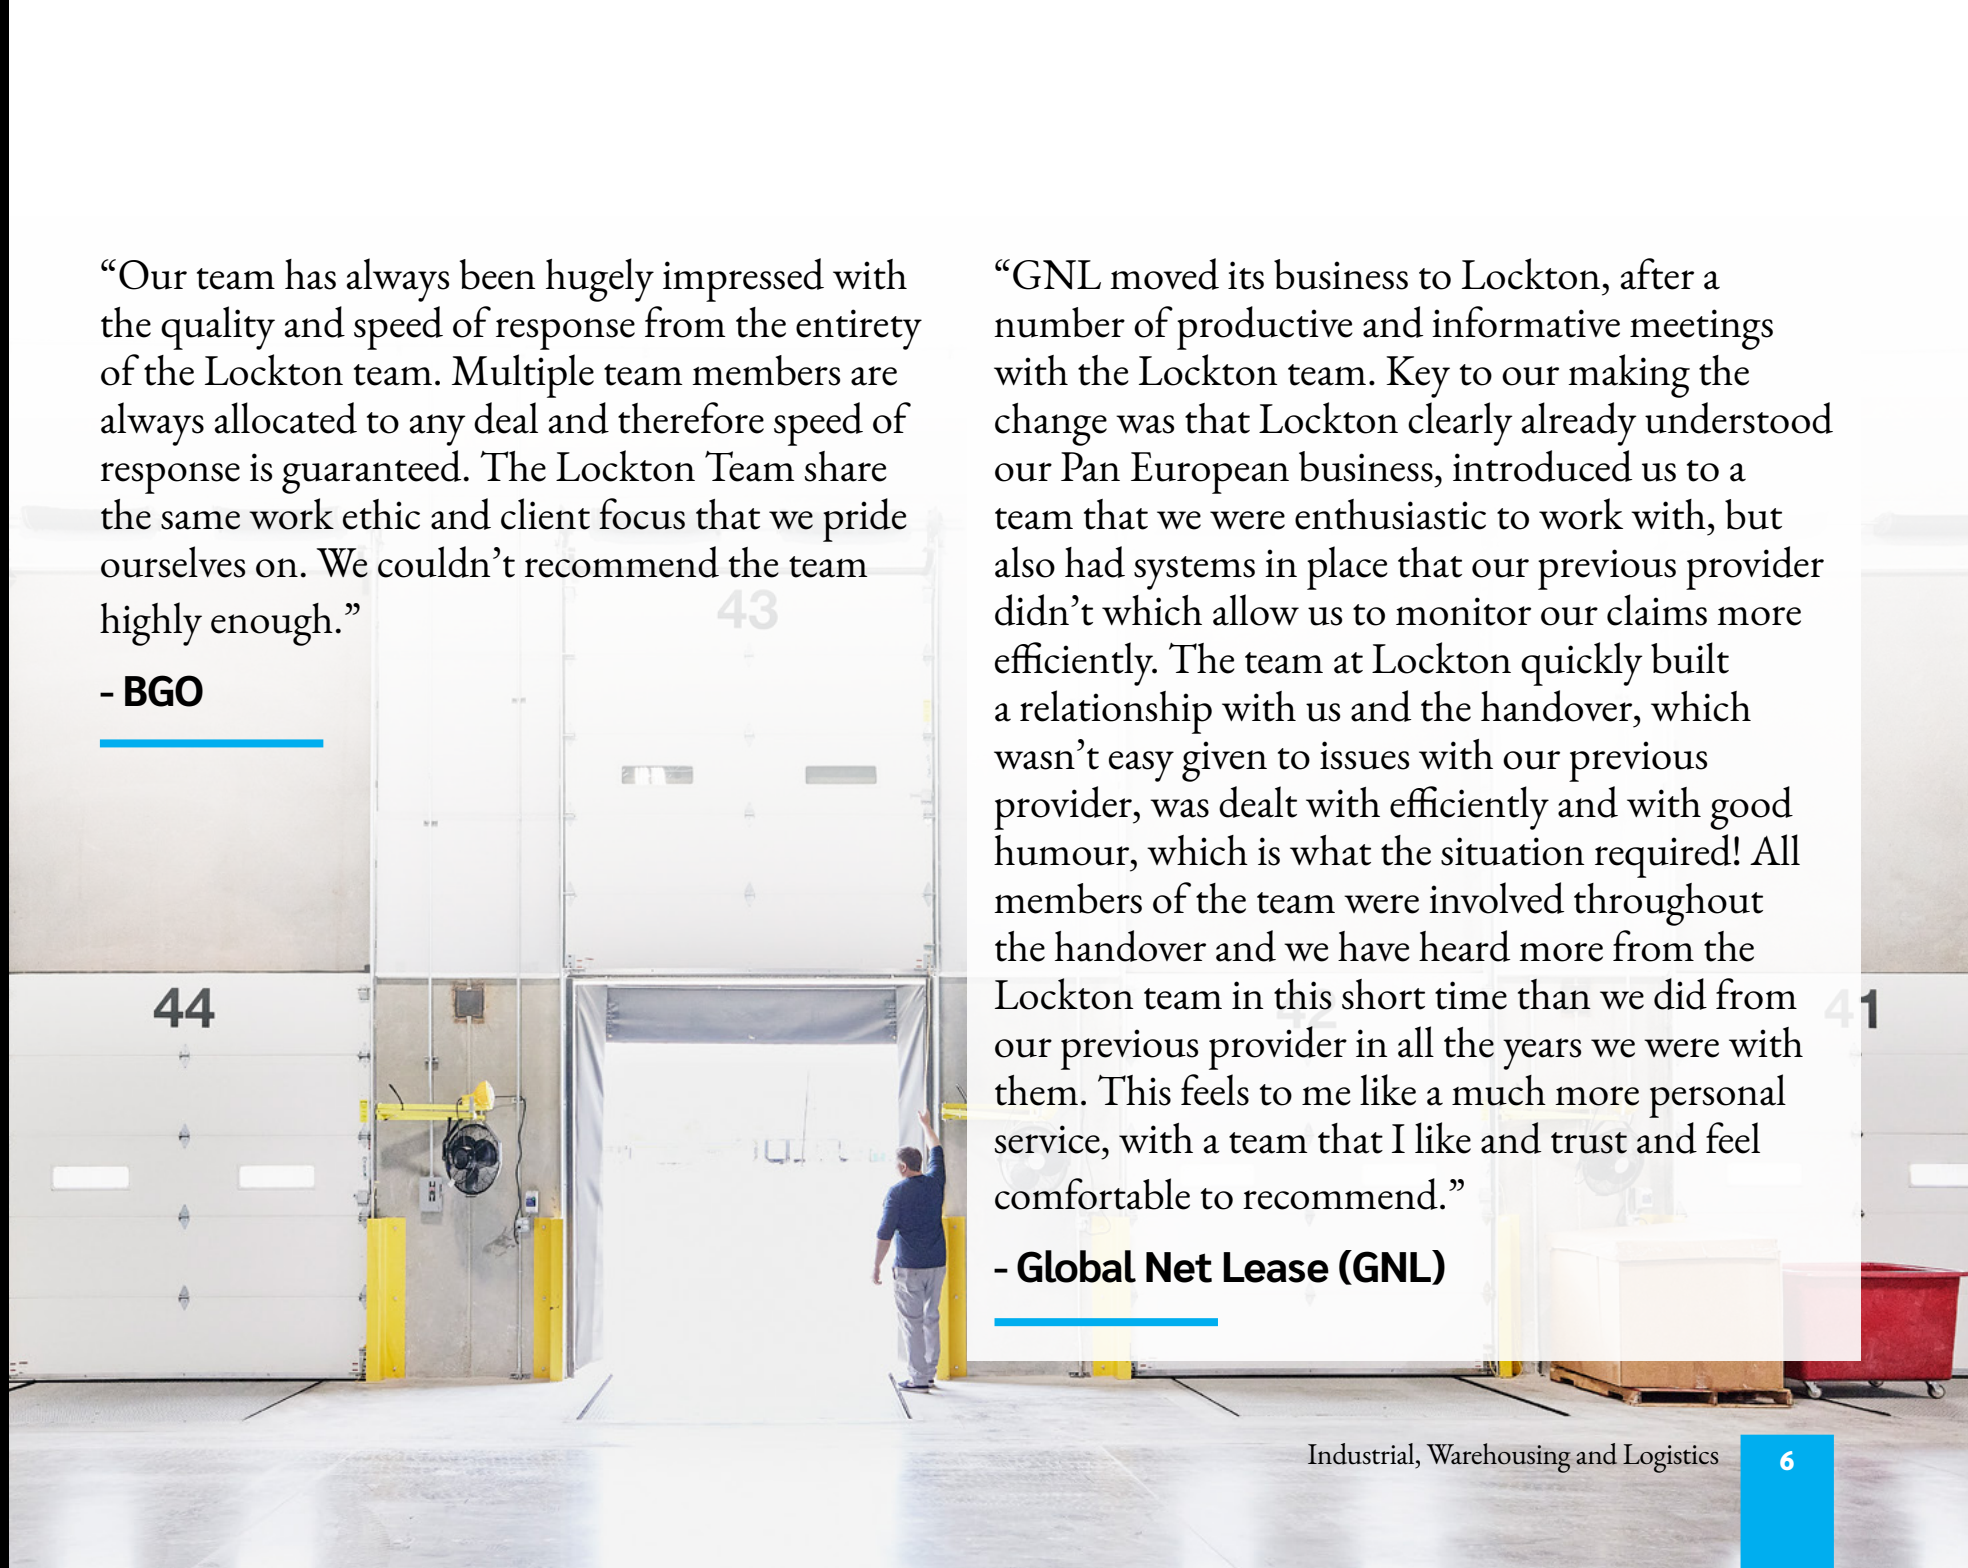 “Our team has always been hugely impressed with
the quality and speed of response from the entirety
of the Lockton team. Multiple team members are
always allocated to any deal and therefore speed of
response is guaranteed. The Lockton Team share
the same work ethic and client focus that we pride
ourselves on. We couldn’t recommend the team
highly enough.”
- BGO
“GNL moved its business to Lockton, after a
number of productive and informative meetings
with the Lockton team. Key to our making the
change was that Lockton clearly already understood
our Pan European business, introduced us to a
team that we were enthusiastic to work with, but
also had systems in place that our previous provider
didn’t which allow us to monitor our claims more
efficiently. The team at Lockton quickly built
a relationship with us and the handover, which
wasn’t easy given to issues with our previous
provider, was dealt with efficiently and with good
humour, which is what the situation required! All
members of the team were involved throughout
the handover and we have heard more from the
Lockton team in this short time than we did from
our previous provider in all the years we were with
them. This feels to me like a much more personal
service, with a team that I like and trust and feel
comfortable to recommend.”
- Global Net Lease (GNL)
44
43
42
41
Industrial, Warehousing and Logistics
6